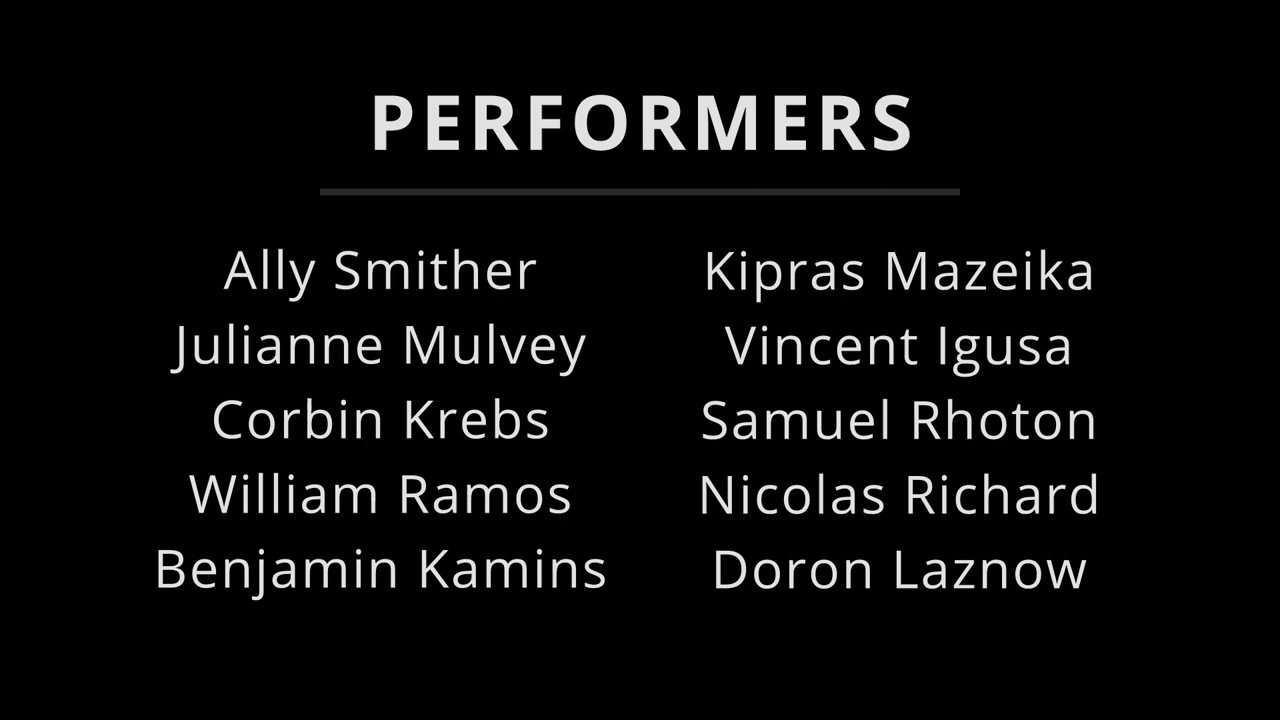 PERFORMERS
Ally Smither
Julianne Mulvey
Corbin Krebs
William Ramos
Benjamin Kamins
Kipras Mazeika
Vincent Igusa
Samuel Rhoton
Nicolas Richard
Doron Laznow